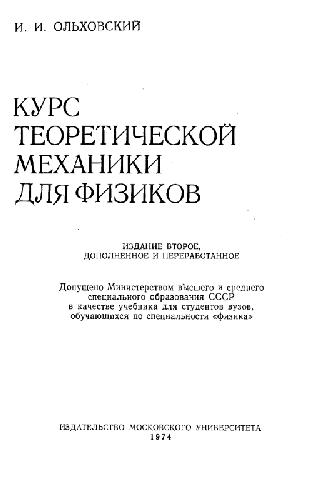 И. И. ОЛЬХОВСКИЙ
КУРС
ТЕОРЕТИЧЕСКОЙ
МЕХАНИКИ
ДЛЯ ФИЗИКОВ
ИЗДАНИЕ ВТОРОЕ,
ДОПОЛНЕННОЕ И ПЕРЕРАБОТАННОЕ
Допущено Министерством высшего и среднего
специального образования СССР
в качестве учебника для студентов вузов,
обучающихся по специальности «физика»
ИЗДАТЕЛЬСТВО МОСКОВСКОГО УНИВЕРСИТЕТА
1974